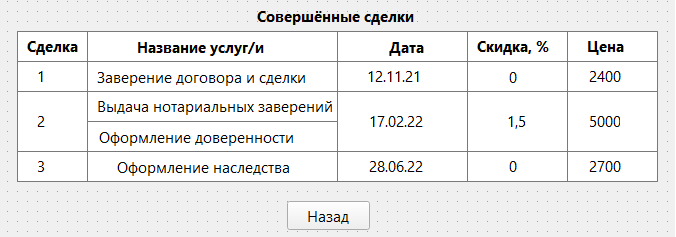 Совершённые сделки
Сделка Название услуг/и Дата Скидка, % Цена
1 Заверение договора и сделки 12.11.21 0 2400
Выдача нотариальных заверений
2 17.02.22 1,5 5000
Оформление доверенности
3 Оформление наследства 28.06.22 0 2700
Назад